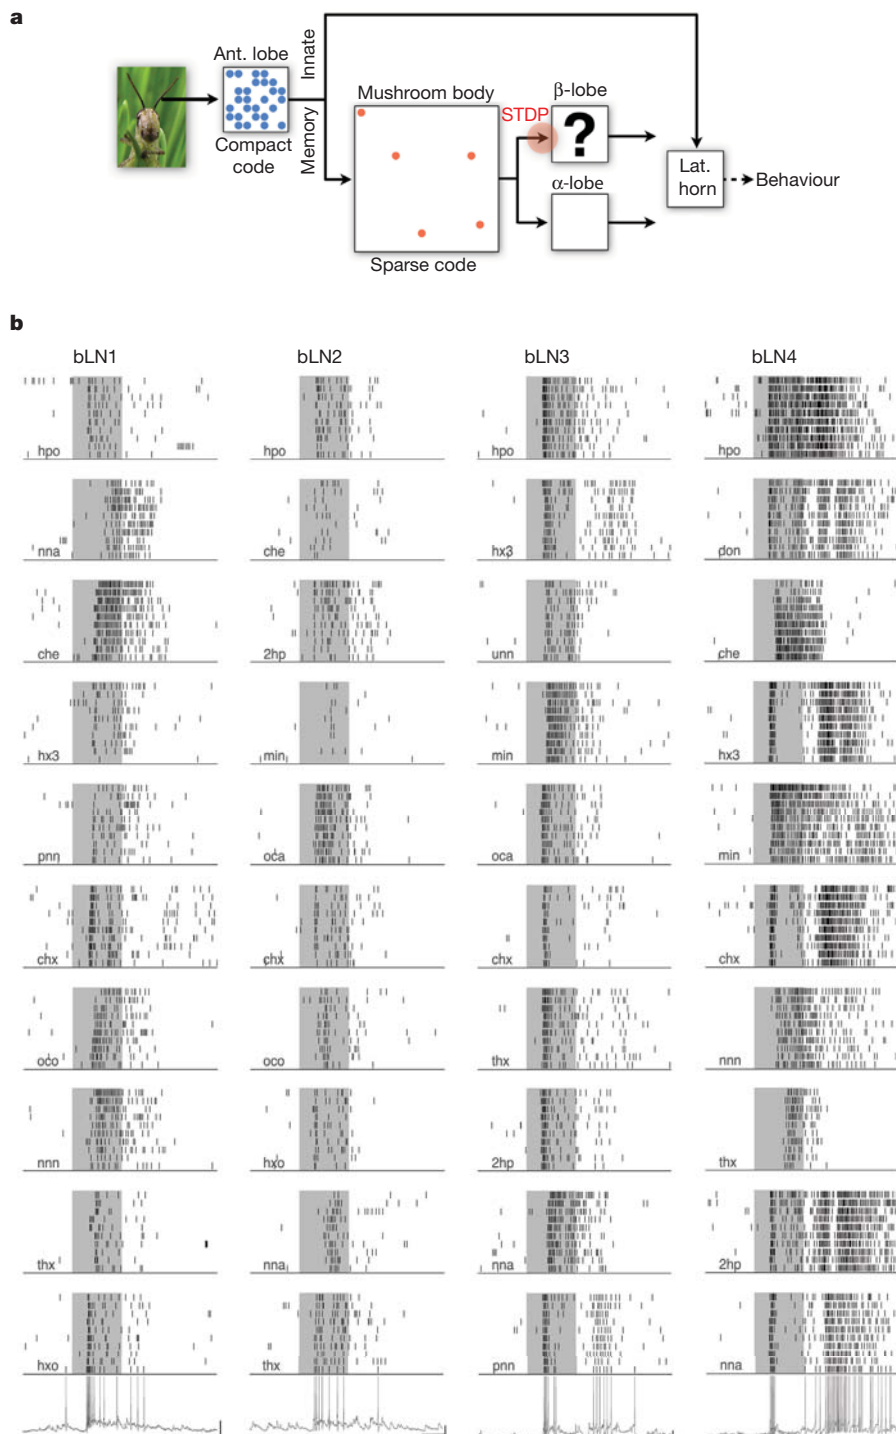 a
Ant. lobe
Compact
code
Innate
Memory
Mushroom body
Sparse code
STDP
β-lobe
?
α-lobe
Lat.
horn
Behaviour
b
bLN1 bLN2 bLN3 bLN4
hpo hpo hpo hpo
nna che hx3 don
che 2hp unn che
hx3 min min hx3
pnn oca oca min
chx chx chx chx
oco oco thx nnn
nnn hxo 2hp thx
thx nna nna 2hp
hxo thx pnn nna